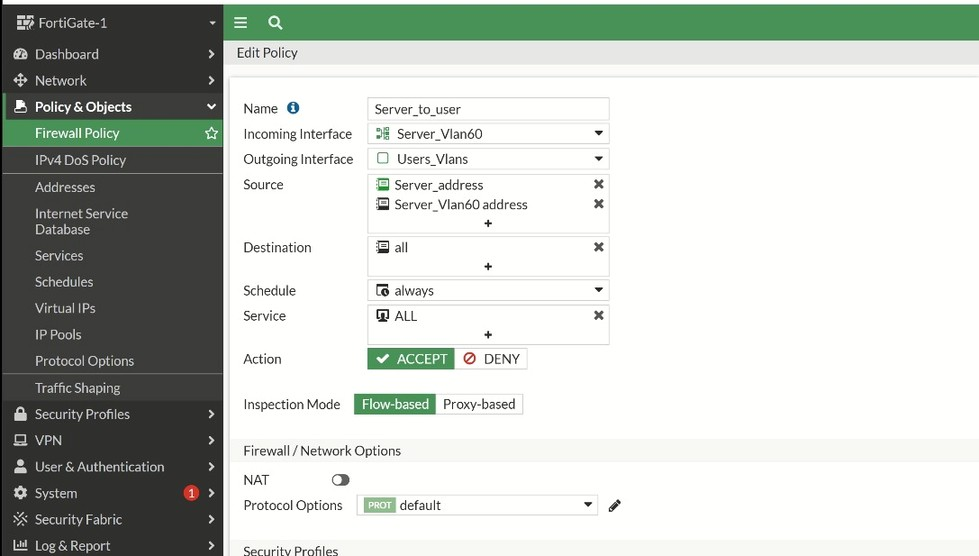 FortiGate-1
Dashboard
Network
Policy & Objects
Firewall Policy
IPv4 DoS Policy
Addresses
Internet Service
Database
Services
Schedules
Virtual IPs
IP Pools
Protocol Options
Traffic Shaping
Security Profiles
VPN
User & Authentication
System 1
Security Fabric
Log & Report
Edit Policy
Name Server_to_user
Incoming Interface Server_Vlan60
Outgoing Interface Users_Vlans
Source Server_address
Server_Vlan60 address
+
Destination all
+
Schedule always
Service ALL
+
Action ACCEPT DENY
Inspection Mode Flow-based Proxy-based
Firewall / Network Options
NAT
Protocol Options PROT default
Security Profiles